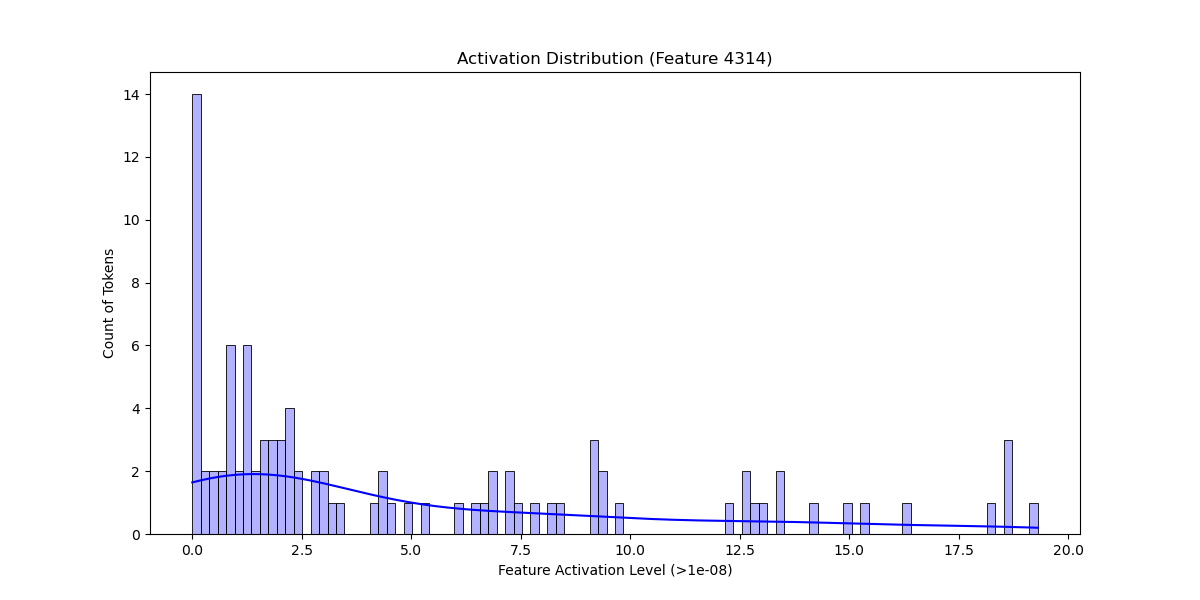 Activation Distribution (Feature 4314)
14
12
10
8
6
4
2
0
Count of Tokens
0.0 2.5 5.0 7.5 10.0 12.5 15.0 17.5 20.0
Feature Activation Level (>1e-08)